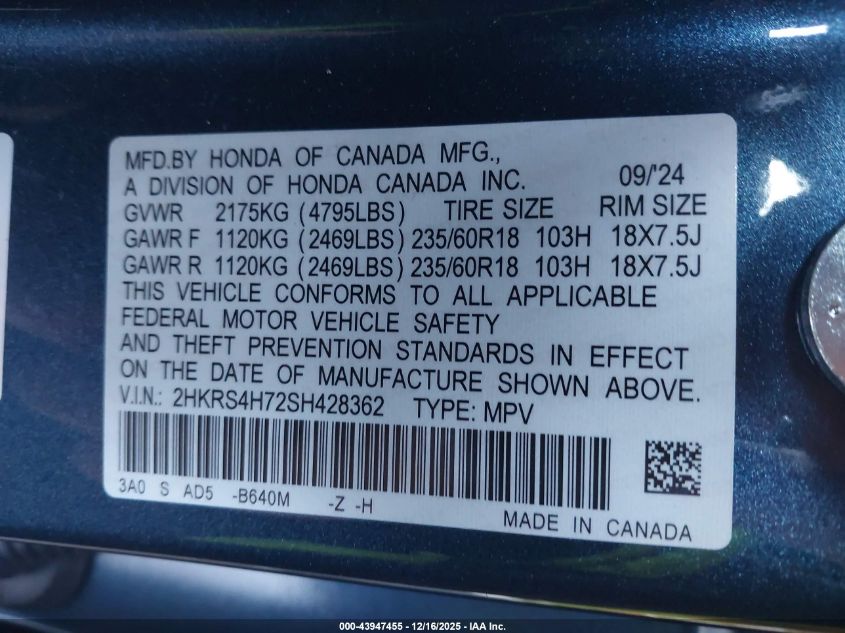 MFD.BY HONDA OF CANADA MFG.,
A DIVISION OF HONDA CANADA INC. 09/'24
GVWR 2175KG (4795LBS) TIRE SIZE RIM SIZE
GAWR F 1120KG (2469LBS) 235/60R18 103H 18X7.5J
GAWR R 1120KG (2469LBS) 235/60R18 103H 18X7.5J
THIS VEHICLE CONFORMS TO ALL APPLICABLE
FEDERAL MOTOR VEHICLE SAFETY
AND THEFT PREVENTION STANDARDS IN EFFECT
ON THE DATE OF MANUFACTURE SHOWN ABOVE.
V.I.N.: 2HKRS4H72SH428362 TYPE: MPV
3A0 S AD5 -B640M -Z -H
MADE IN CANADA
000-43947455 - 12/16/2025 - IAA Inc.